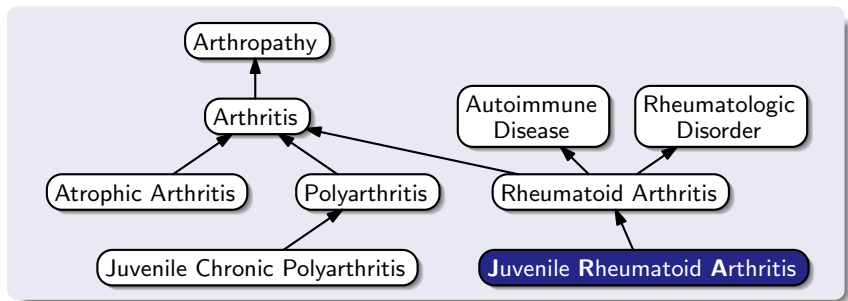 Arthropathy
Arthritis
Autoimmune
Disease
Rheumatologic
Disorder
Atrophic Arthritis
Polyarthritis
Rheumatoid Arthritis
Juvenile Chronic Polyarthritis
Juvenile Rheumatoid Arthritis